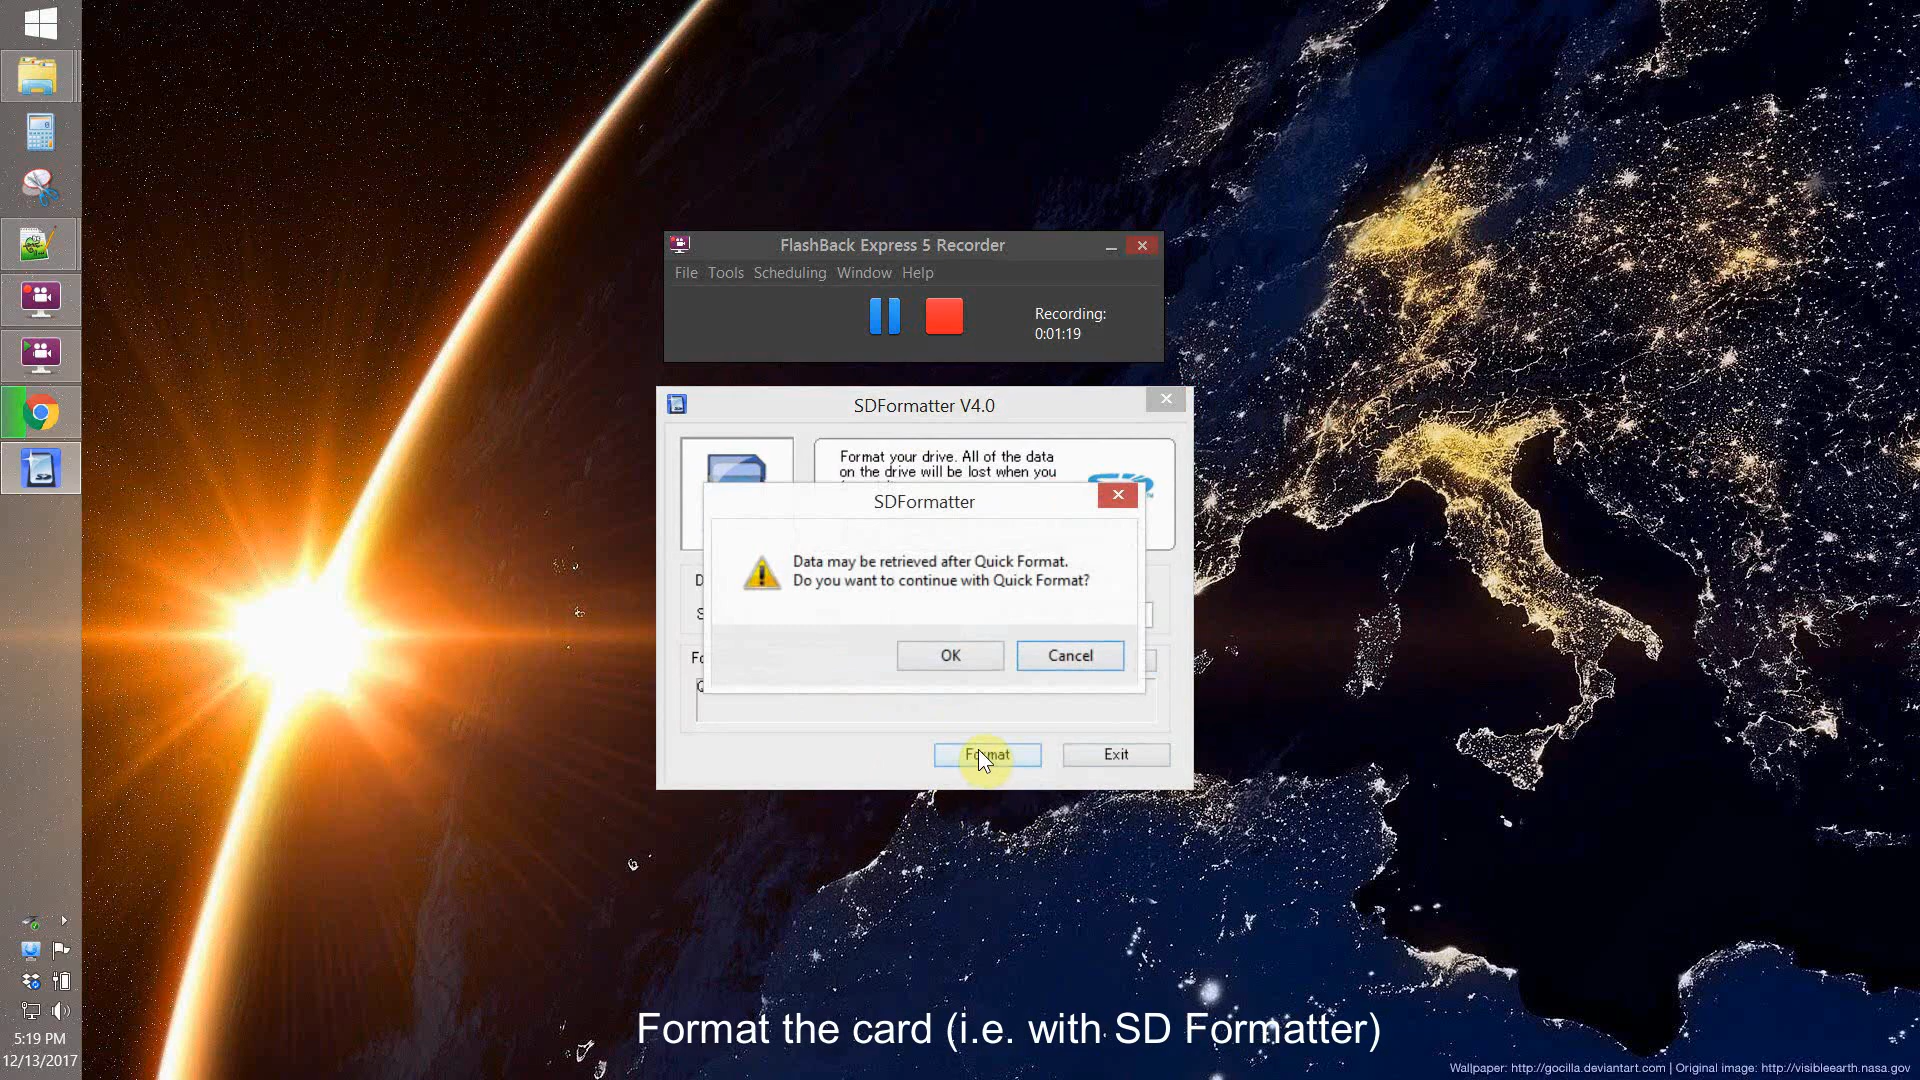 FlashBack Express 5 Recorder
File Tools Scheduling Window Help
Recording:
0:01:19
SDFormatter V4.0
Format your drive. All of the data
on the drive will be lost when you
SDFormatter
Data may be retrieved after Quick Format.
Do you want to continue with Quick Format?
OK Cancel
Format Exit
5:19 PM
12/13/2017
Format the card (i.e. with SD Formatter)
Wallpaper: http://gocilla.deviantart.com | Original image: http://visibleearth.nasa.gov